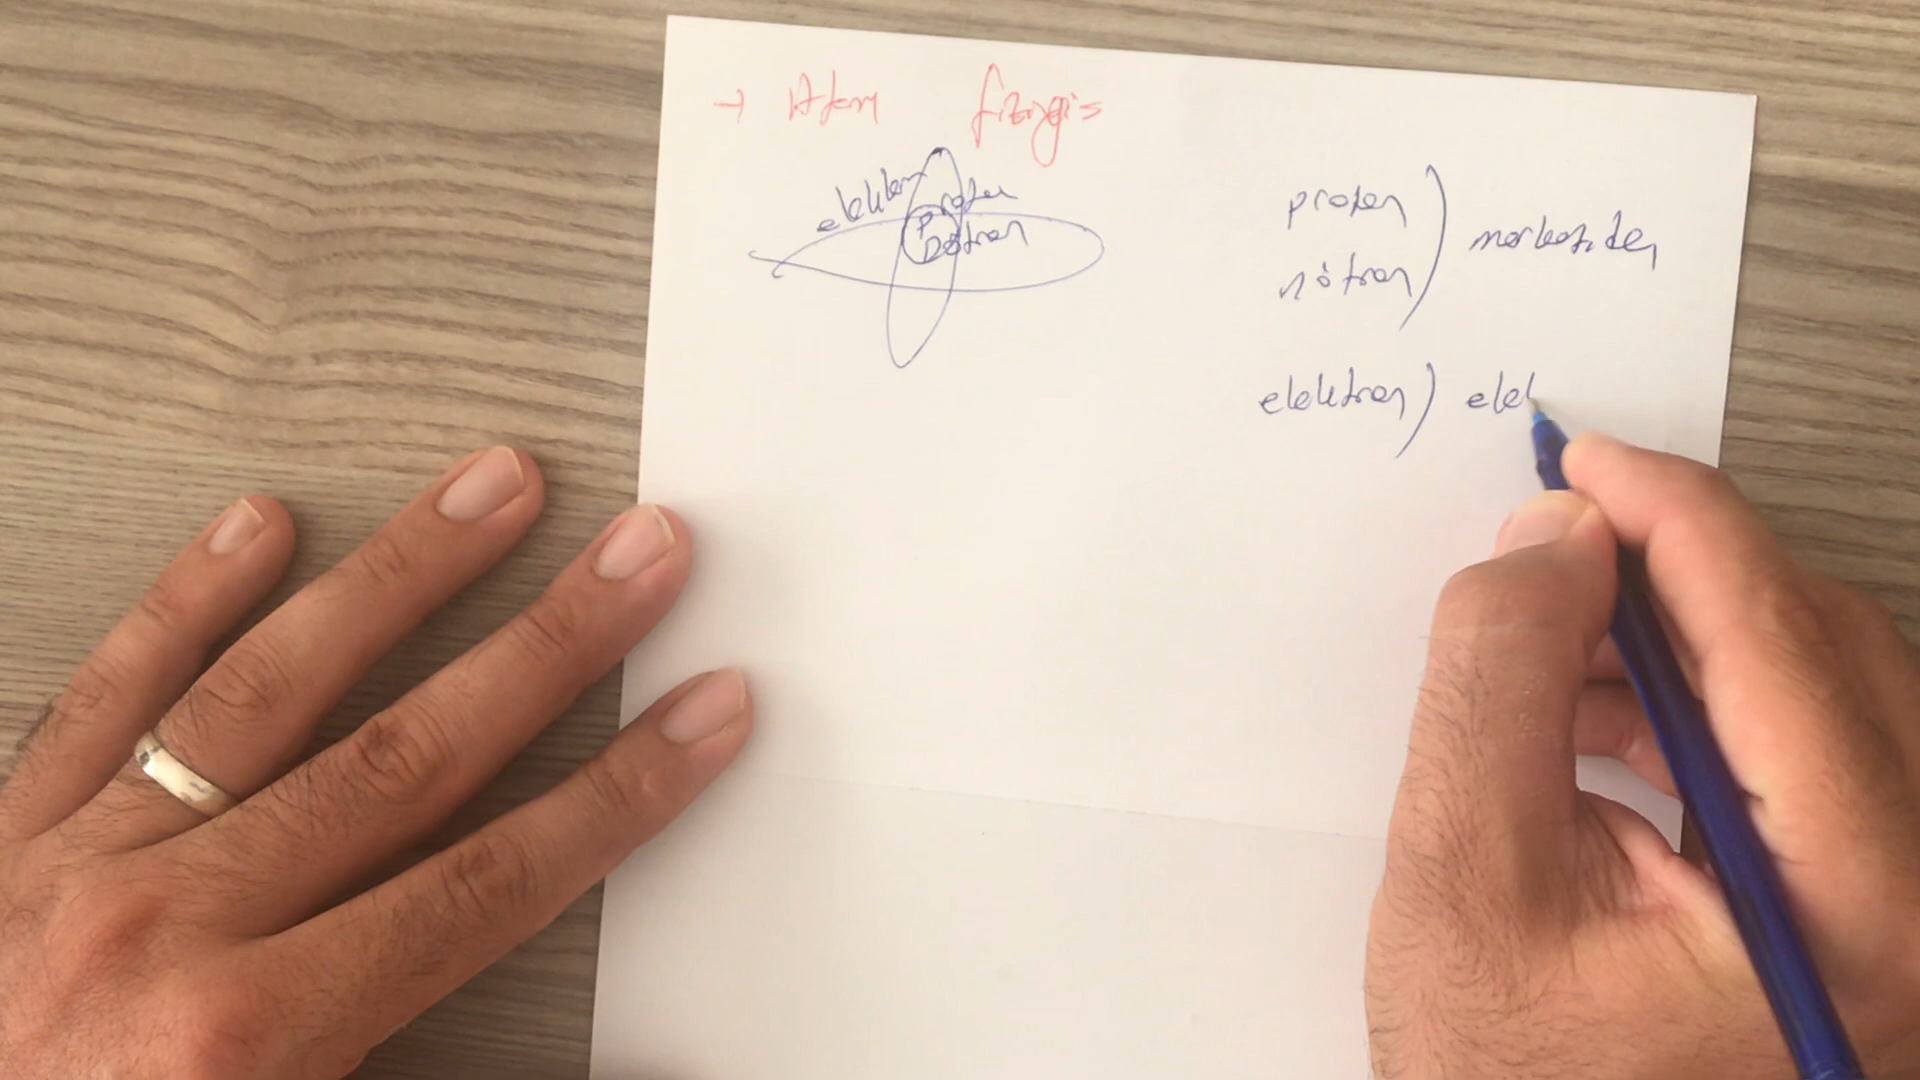 → Atom fiziği
elektron
proton
nötron
proton
nötron
merkezde
elektron) elek